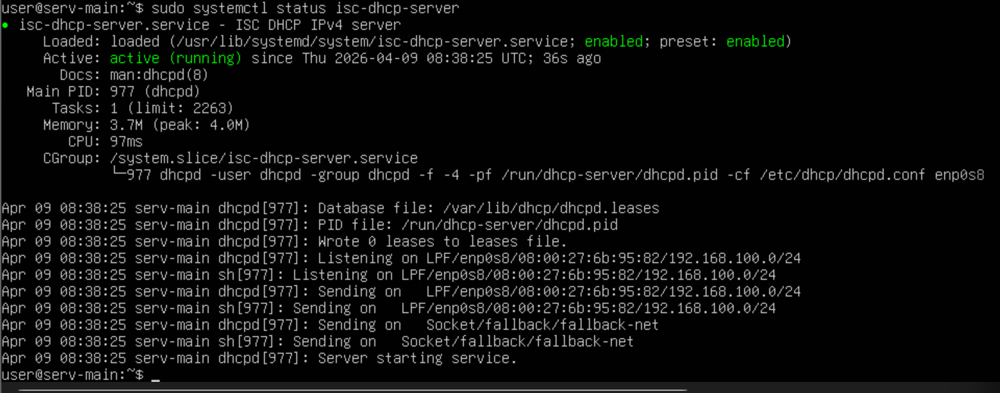 user@serv-main:~$ sudo systemctl status isc-dhcp-server
● isc-dhcp-server.service - ISC DHCP IPv4 server
     Loaded: loaded (/usr/lib/systemd/system/isc-dhcp-server.service; enabled; preset: enabled)
     Active: active (running) since Thu 2026-04-09 08:38:25 UTC; 36s ago
       Docs: man:dhcpd(8)
   Main PID: 977 (dhcpd)
      Tasks: 1 (limit: 2263)
     Memory: 3.7M (peak: 4.0M)
        CPU: 97ms
     CGroup: /system.slice/isc-dhcp-server.service
             └─977 dhcpd -user dhcpd -group dhcpd -f -4 -pf /run/dhcp-server/dhcpd.pid -cf /etc/dhcp/dhcpd.conf enp0s8
Apr 09 08:38:25 serv-main dhcpd[977]: Database file: /var/lib/dhcp/dhcpd.leases
Apr 09 08:38:25 serv-main dhcpd[977]: PID file: /run/dhcp-server/dhcpd.pid
Apr 09 08:38:25 serv-main dhcpd[977]: Wrote 0 leases to leases file.
Apr 09 08:38:25 serv-main dhcpd[977]: Listening on LPF/enp0s8/08:00:27:6b:95:82/192.168.100.0/24
Apr 09 08:38:25 serv-main sh[977]: Listening on LPF/enp0s8/08:00:27:6b:95:82/192.168.100.0/24
Apr 09 08:38:25 serv-main dhcpd[977]: Sending on   LPF/enp0s8/08:00:27:6b:95:82/192.168.100.0/24
Apr 09 08:38:25 serv-main sh[977]: Sending on   LPF/enp0s8/08:00:27:6b:95:82/192.168.100.0/24
Apr 09 08:38:25 serv-main dhcpd[977]: Sending on   Socket/fallback/fallback-net
Apr 09 08:38:25 serv-main sh[977]: Sending on   Socket/fallback/fallback-net
Apr 09 08:38:25 serv-main dhcpd[977]: Server starting service.
user@serv-main:~$ _